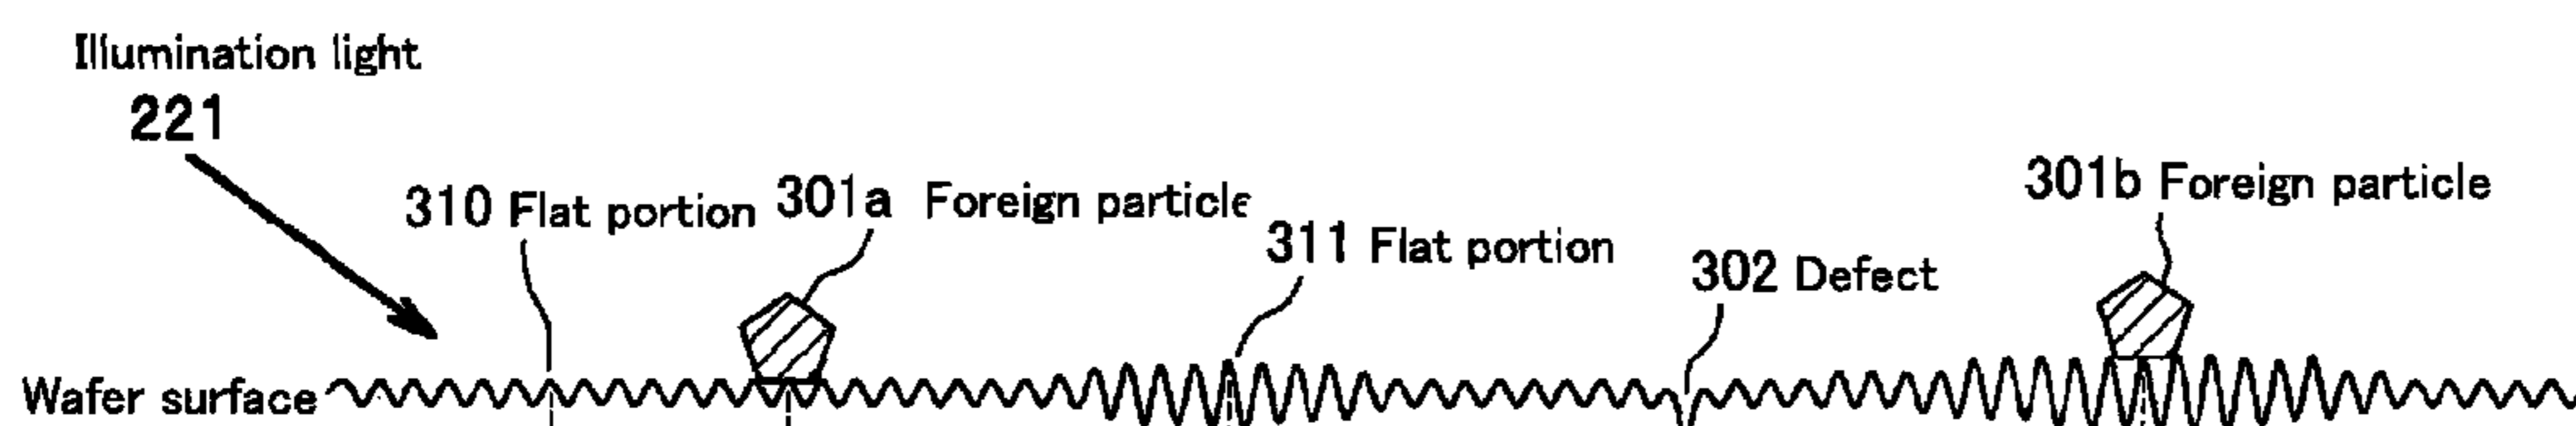 Illumination light
221
310 Flat portion
301a Foreign particle
311 Flat portion
302 Defect
301b Foreign particle
Wafer surface